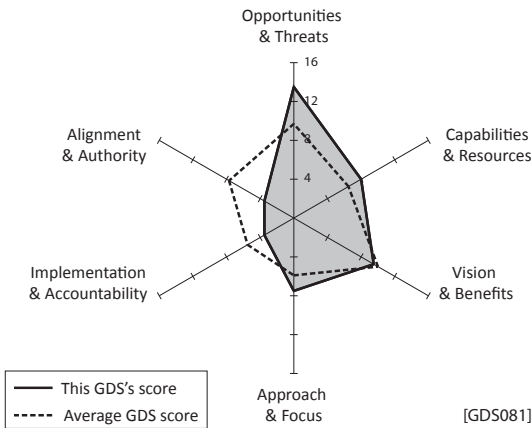 Opportunities
& Threats
16
12
8
4
Alignment
& Authority
Capabilities
& Resources
Implementation
& Accountability
Vision
& Benefits
This GDS's score
Average GDS score
Approach
& Focus
[GDS081]